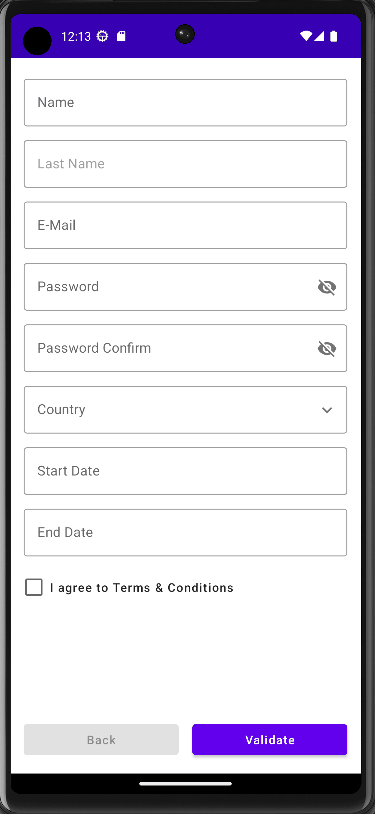 12:13
Name
Last Name
E-Mail
Password
Password Confirm
Country
Start Date
End Date
I agree to Terms & Conditions
Back
Validate